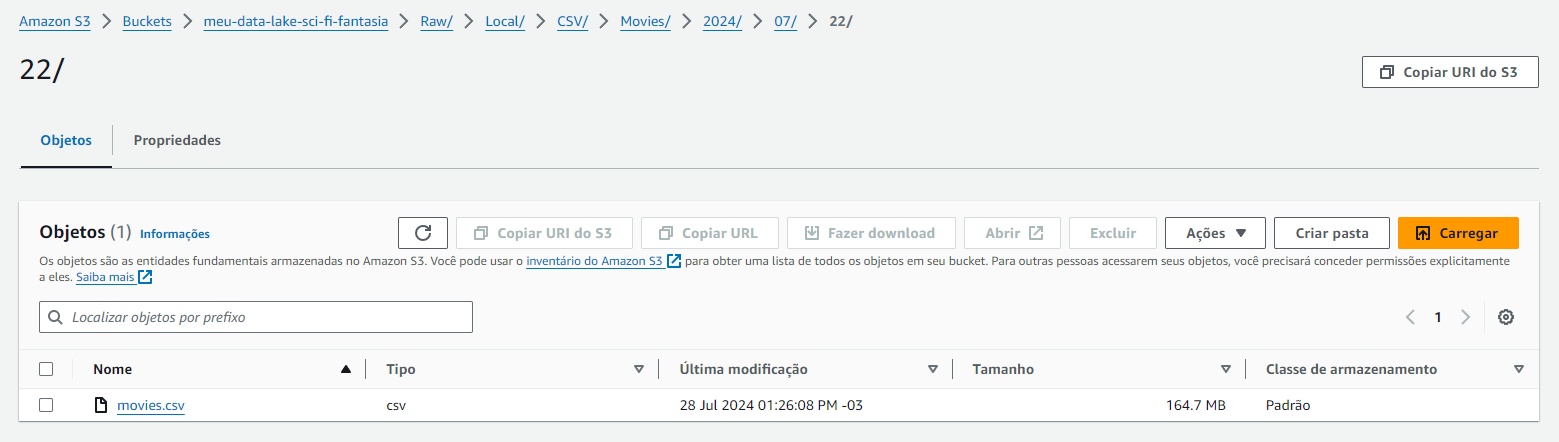 Amazon S3 > Buckets > meu-data-lake-sci-fi-fantasia > Raw/ > Local/ > CSV/ > Movies/ > 2024/ > 07/ > 22/
22/
Copiar URI do S3
Objetos Propriedades
Objetos (1) Informações Copiar URI do S3 Copiar URL Fazer download Abrir Excluir Ações Criar pasta Carregar
Os objetos são as entidades fundamentais armazenadas no Amazon S3. Você pode usar o inventário do Amazon S3 para obter uma lista de todos os objetos em seu bucket. Para outras pessoas acessarem seus objetos, você precisará conceder permissões explicitamente
a eles. Saiba mais
Localizar objetos por prefixo 1
Nome Tipo Última modificação Tamanho Classe de armazenamento
movies.csv csv 28 Jul 2024 01:26:08 PM -03 164.7 MB Padrão